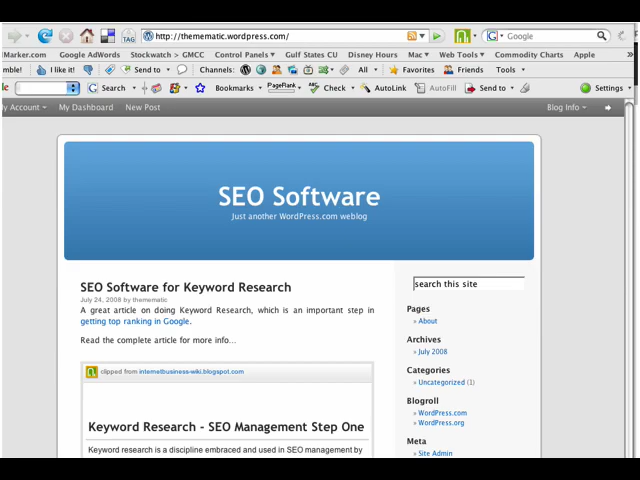 http://thememattic.wordpress.com/
Google
Marker.com Google AdWords Stockwatch > GMCC Control Panels Gulf States CU Disney Hours Mac Web Tools Commodity Charts Apple
mble! I like it! Send to Channels: All Favorites Friends Tools
le Search Bookmarks PageRank Check AutoLink AutoFill Send to Settings
y Account My Dashboard New Post Blog Info
SEO Software
Just another WordPress.com weblog
SEO Software for Keyword Research
July 24, 2008 by thememattic
A great article on doing Keyword Research, which is an important step in
getting top ranking in Google.
Read the complete article for more info...
clipped from internetbusiness-wiki.blogspot.com
Keyword Research - SEO Management Step One
Keyword research is a discipline embraced and used in SEO management by
search this site
Pages
» About
Archives
» July 2008
Categories
» Uncategorized (1)
Blogroll
» WordPress.com
» WordPress.org
Meta
» Site Admin